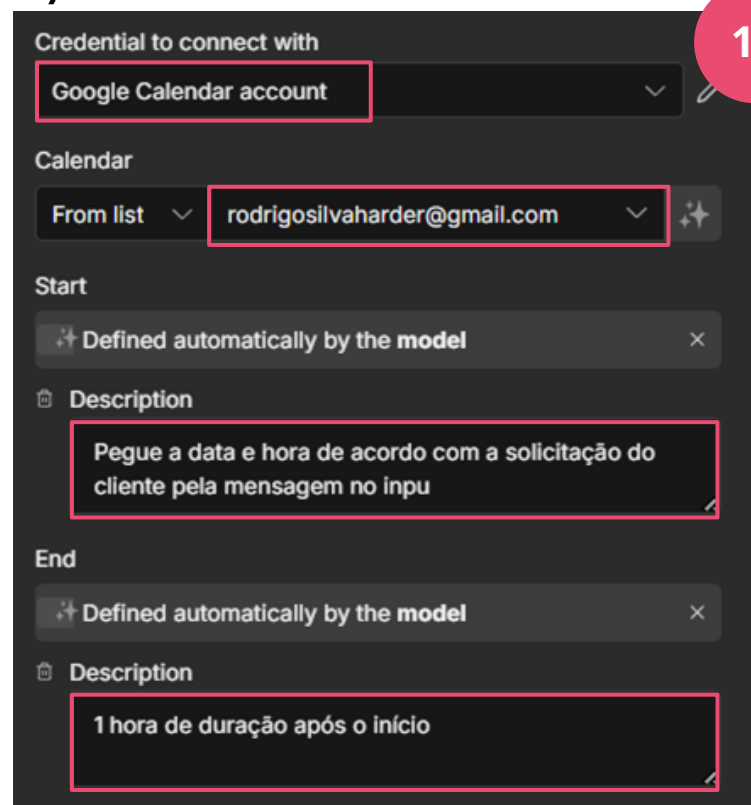 1
Credential to connect with
Google Calendar account
Calendar
From list rodrigosilvaharder@gmail.com
Start
Defined automatically by the model
Description
Pegue a data e hora de acordo com a solicitação do
cliente pela mensagem no inpu
End
Defined automatically by the model
Description
1 hora de duração após o início